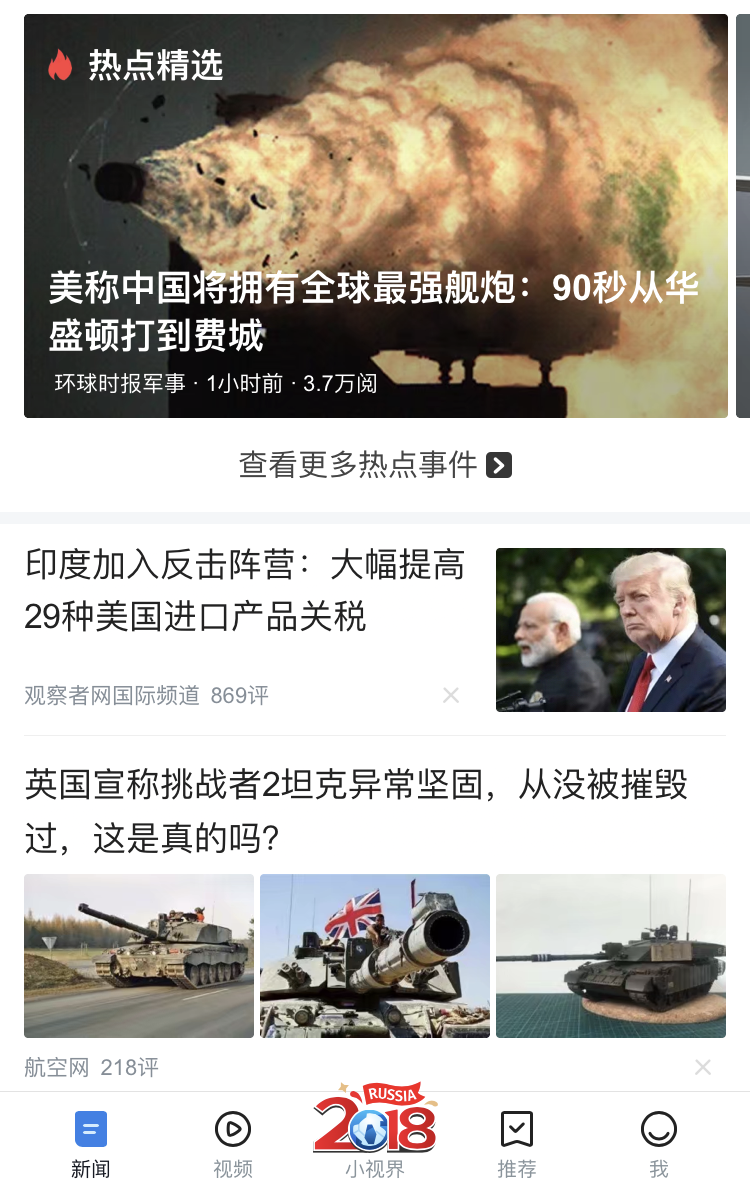 热点精选
美称中国将拥有全球最强舰炮：90秒从华
盛顿打到费城
环球时报军事 · 1小时前 · 3.7万阅
查看更多热点事件
印度加入反击阵营：大幅提高
29种美国进口产品关税
观察者网国际频道 869评
英国宣称挑战者2坦克异常坚固，从没被摧毁
过，这是真的吗？
航空网 218评
RUSSIA
2018
新闻
视频
小视界
推荐
我